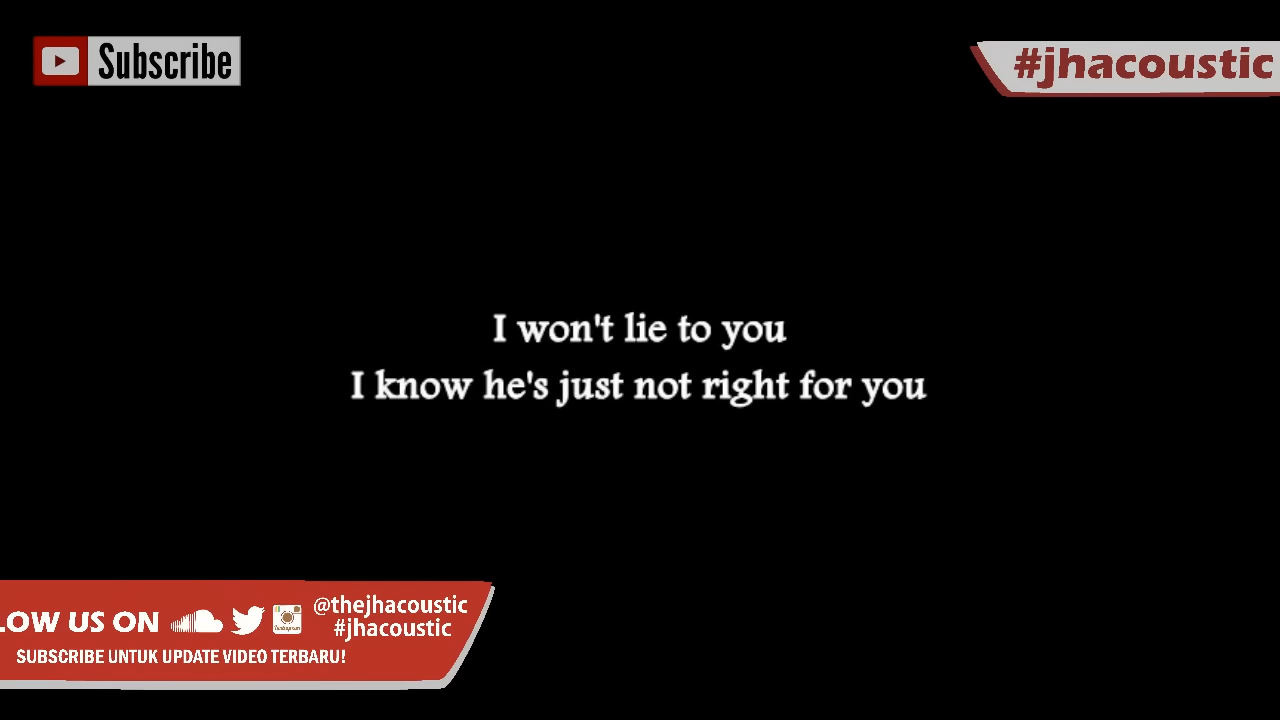 Subscribe
#jhacoustic
I won't lie to you
I know he's just not right for you
LOW US ON
@thejhacoustic
#jhacoustic
SUBSCRIBE UNTUK UPDATE VIDEO TERBARU!